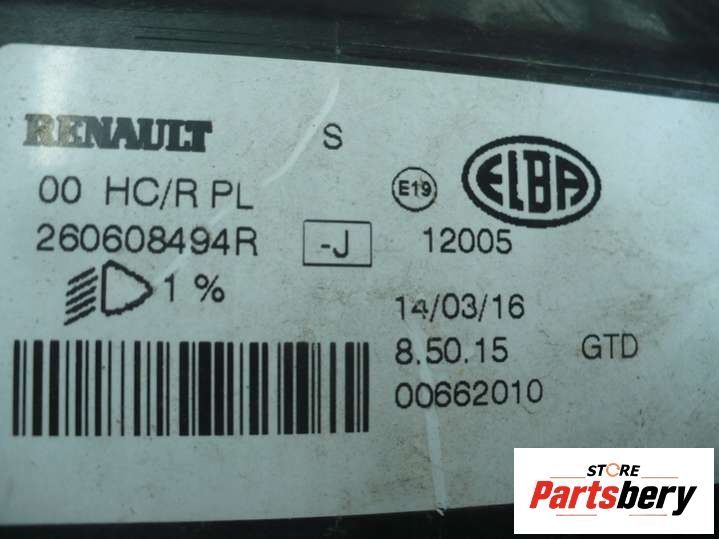 RENAULT S
00 HC/R PL E19 ELBA
260608494R -J 12005
1 % 14/03/16
8.50.15 GTD
00662010
STORE
Partsbery